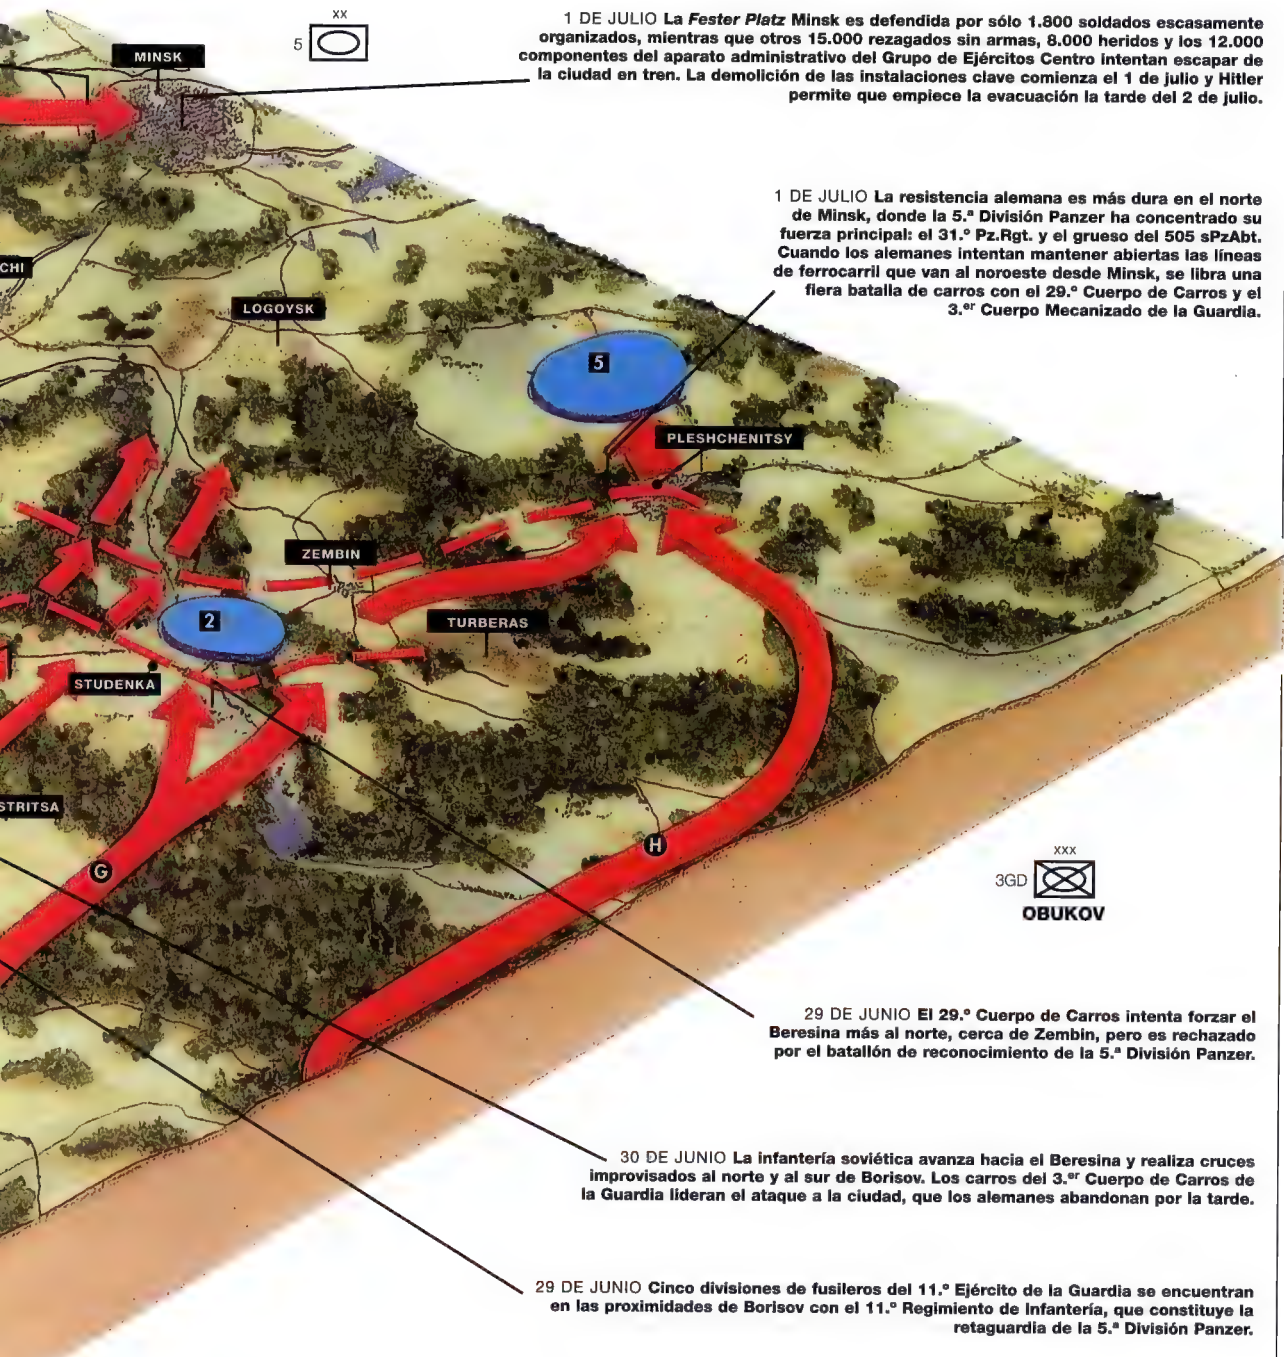 1 DE JULIO La Fester Platz Minsk es defendida por sólo 1.800 soldados escasamente
organizados, mientras que otros 15.000 rezagados sin armas, 8.000 heridos y los 12.000
componentes del aparato administrativo del Grupo de Ejércitos Centro intentan escapar de
la ciudad en tren. La demolición de las instalaciones clave comienza el 1 de julio y Hitler
permite que empiece la evacuación la tarde del 2 de julio.
xx
5
MINSK
1 DE JULIO La resistencia alemana es más dura en el norte
de Minsk, donde la 5.ª División Panzer ha concentrado su
fuerza principal: el 31.º Pz.Rgt. y el grueso del 505 sPzAbt.
Cuando los alemanes intentan mantener abiertas las líneas
de ferrocarril que van al noroeste desde Minsk, se libra una
fiera batalla de carros con el 29.º Cuerpo de Carros y el
3.er Cuerpo Mecanizado de la Guardia.
CHI
LOGOYSK
5
PLESHCHENITSY
ZEMBIN
2
TURBERAS
STUDENKA
STRITSA
G
H
xxx
3GD
OBUKOV
29 DE JUNIO El 29.º Cuerpo de Carros intenta forzar el
Beresina más al norte, cerca de Zembin, pero es rechazado
por el batallón de reconocimiento de la 5.ª División Panzer.
30 DE JUNIO La infantería soviética avanza hacia el Beresina y realiza cruces
improvisados al norte y al sur de Borisov. Los carros del 3.er Cuerpo de Carros de
la Guardia lideran el ataque a la ciudad, que los alemanes abandonan por la tarde.
29 DE JUNIO Cinco divisiones de fusileros del 11.º Ejército de la Guardia se encuentran
en las proximidades de Borisov con el 11.º Regimiento de Infantería, que constituye la
retaguardia de la 5.ª División Panzer.